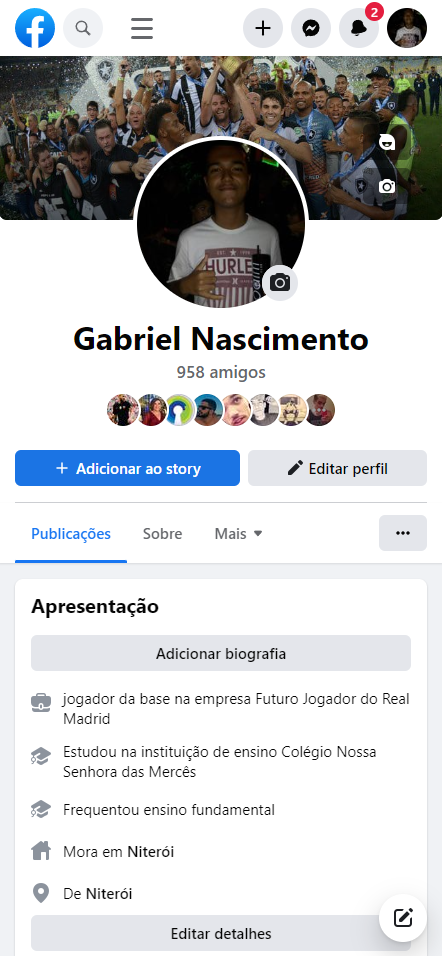 2
HURLEY
Gabriel Nascimento
958 amigos
Adicionar ao story
Editar perfil
Publicações
Sobre
Mais
Apresentação
Adicionar biografia
jogador da base na empresa Futuro Jogador do Real
Madrid
Estudou na instituição de ensino Colégio Nossa
Senhora das Mercês
Frequentou ensino fundamental
Mora em Niterói
De Niterói
Editar detalhes